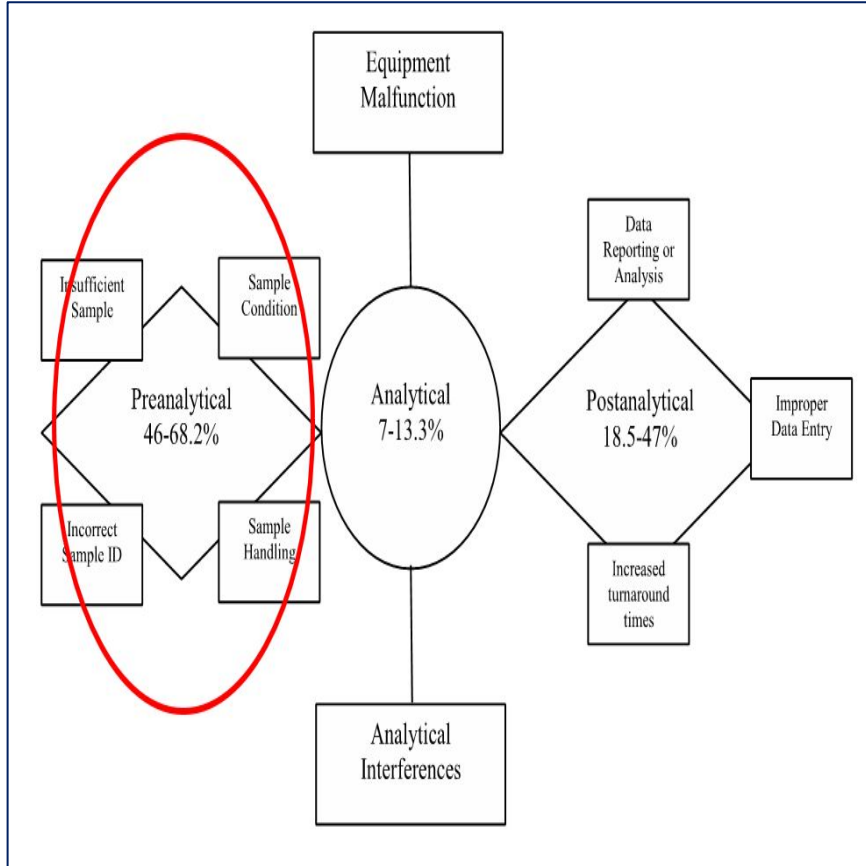 Equipment
Malfunction
Insufficient
Sample
Sample
Condition
Preanalytical
46-68.2%
Incorrect
Sample ID
Sample
Handling
Analytical
7-13.3%
Data
Reporting or
Analysis
Postanalytical
18.5-47%
Improper
Data Entry
Increased
turnaround
times
Analytical
Interferences